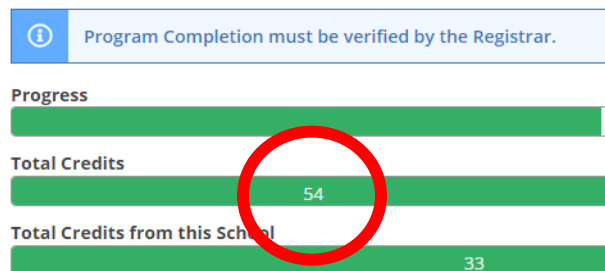 Program Completion must be verified by the Registrar.
Progress
Total Credits
54
Total Credits from this School
33